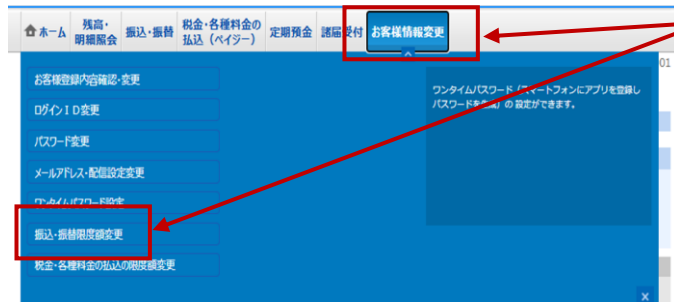 ホーム
残高・
明細照会
振込・振替
税金・各種料金の
払込（ペイジー）
定期預金
諸届受付
お客様情報変更
01
お客様登録内容確認・変更
ログインＩＤ変更
パスワード変更
メールアドレス・配信設定変更
ワンタイムパスワード設定
振込・振替限度額変更
税金・各種料金の払込の限度額変更
ワンタイムパスワード（スマートフォンにアプリを登録し
パスワードを生成）の 設定ができます。
x